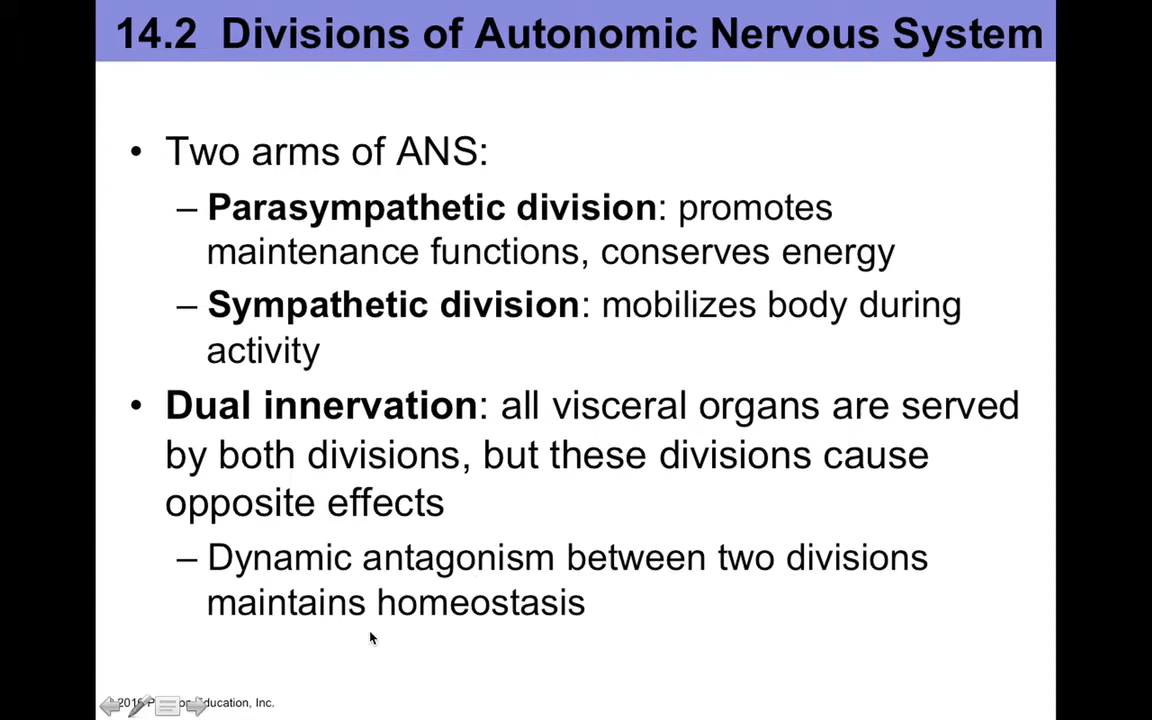 14.2 Divisions of Autonomic Nervous System
• Two arms of ANS:
– Parasympathetic division: promotes
maintenance functions, conserves energy
– Sympathetic division: mobilizes body during
activity
• Dual innervation: all visceral organs are served
by both divisions, but these divisions cause
opposite effects
– Dynamic antagonism between two divisions
maintains homeostasis
Education, Inc.